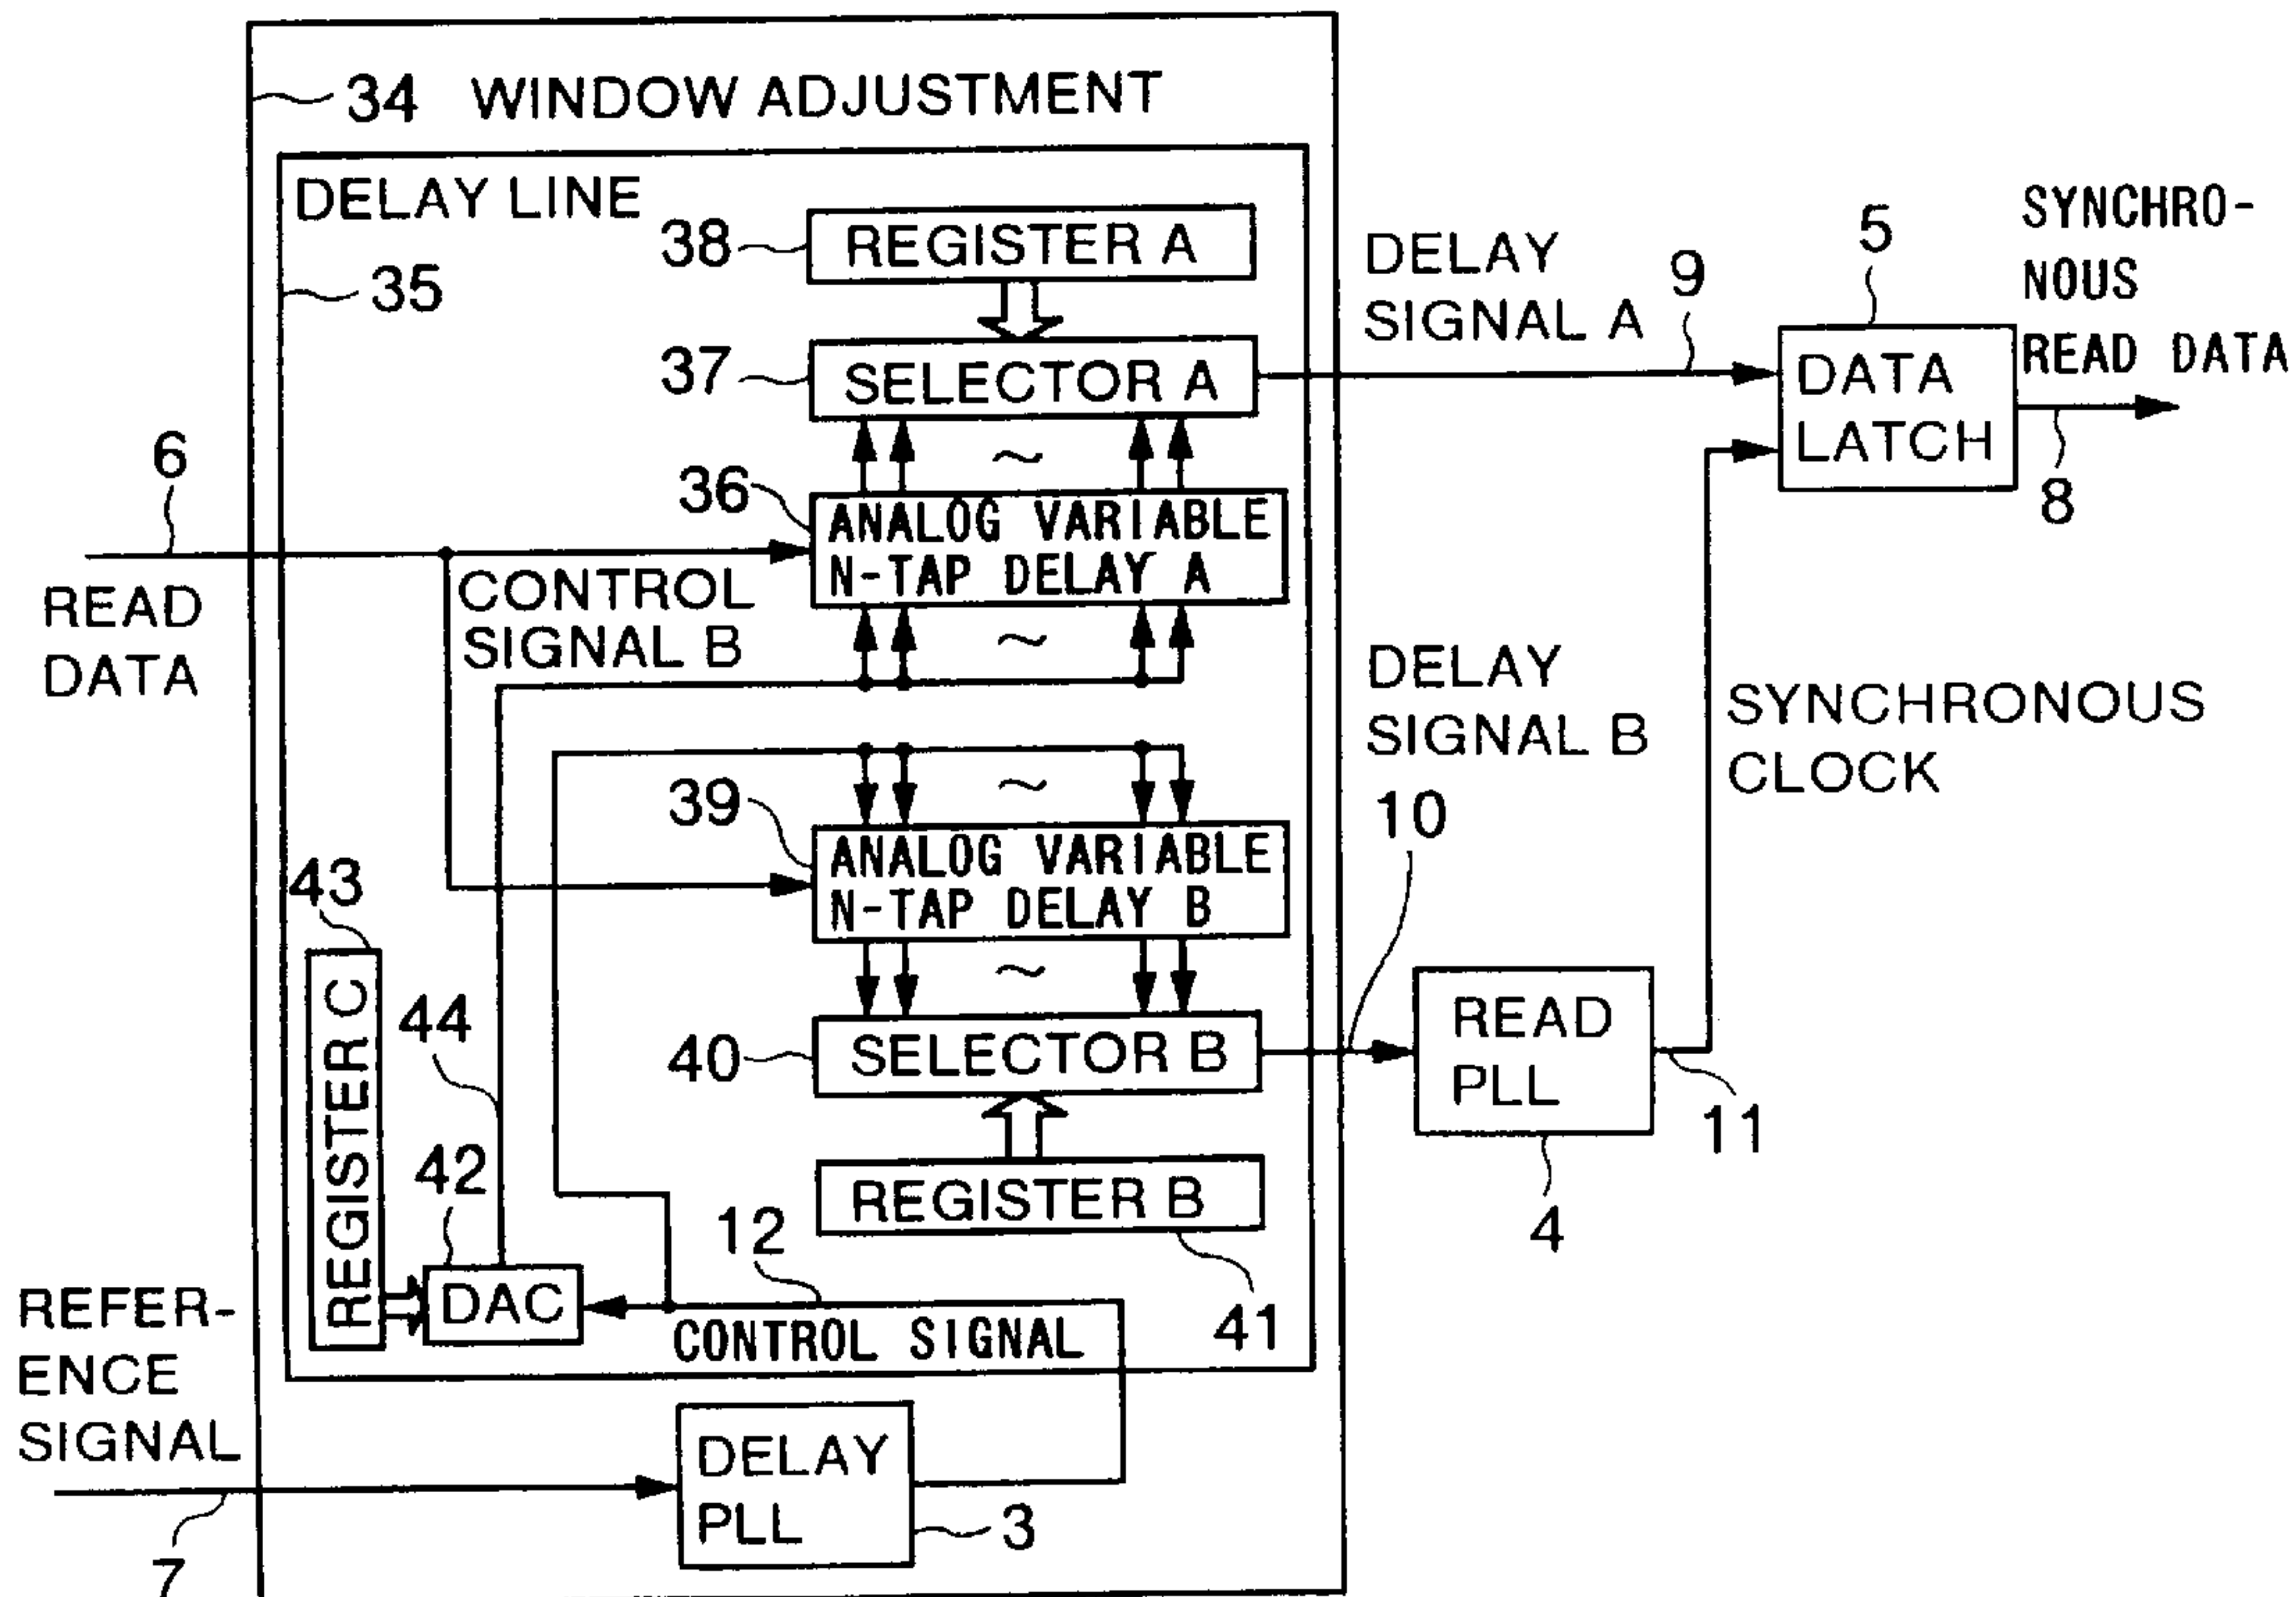 34 WINDOW ADJUSTMENT
DELAY LINE
35
38
REGISTER A
37
SELECTOR A
DELAY
SIGNAL A
9
5
DATA
LATCH
SYNCHRO-
NOUS
READ DATA
8
6
READ
DATA
36
ANALOG VARIABLE
N-TAP DELAY A
CONTROL
SIGNAL B
DELAY
SIGNAL B
10
SYNCHRONOUS
CLOCK
39
ANALOG VARIABLE
N-TAP DELAY B
43
REGISTER C
44
40
SELECTOR B
READ
PLL
11
4
42
DAC
12
REGISTER B
41
CONTROL SIGNAL
REFER-
ENCE
SIGNAL
7
DELAY
PLL
3